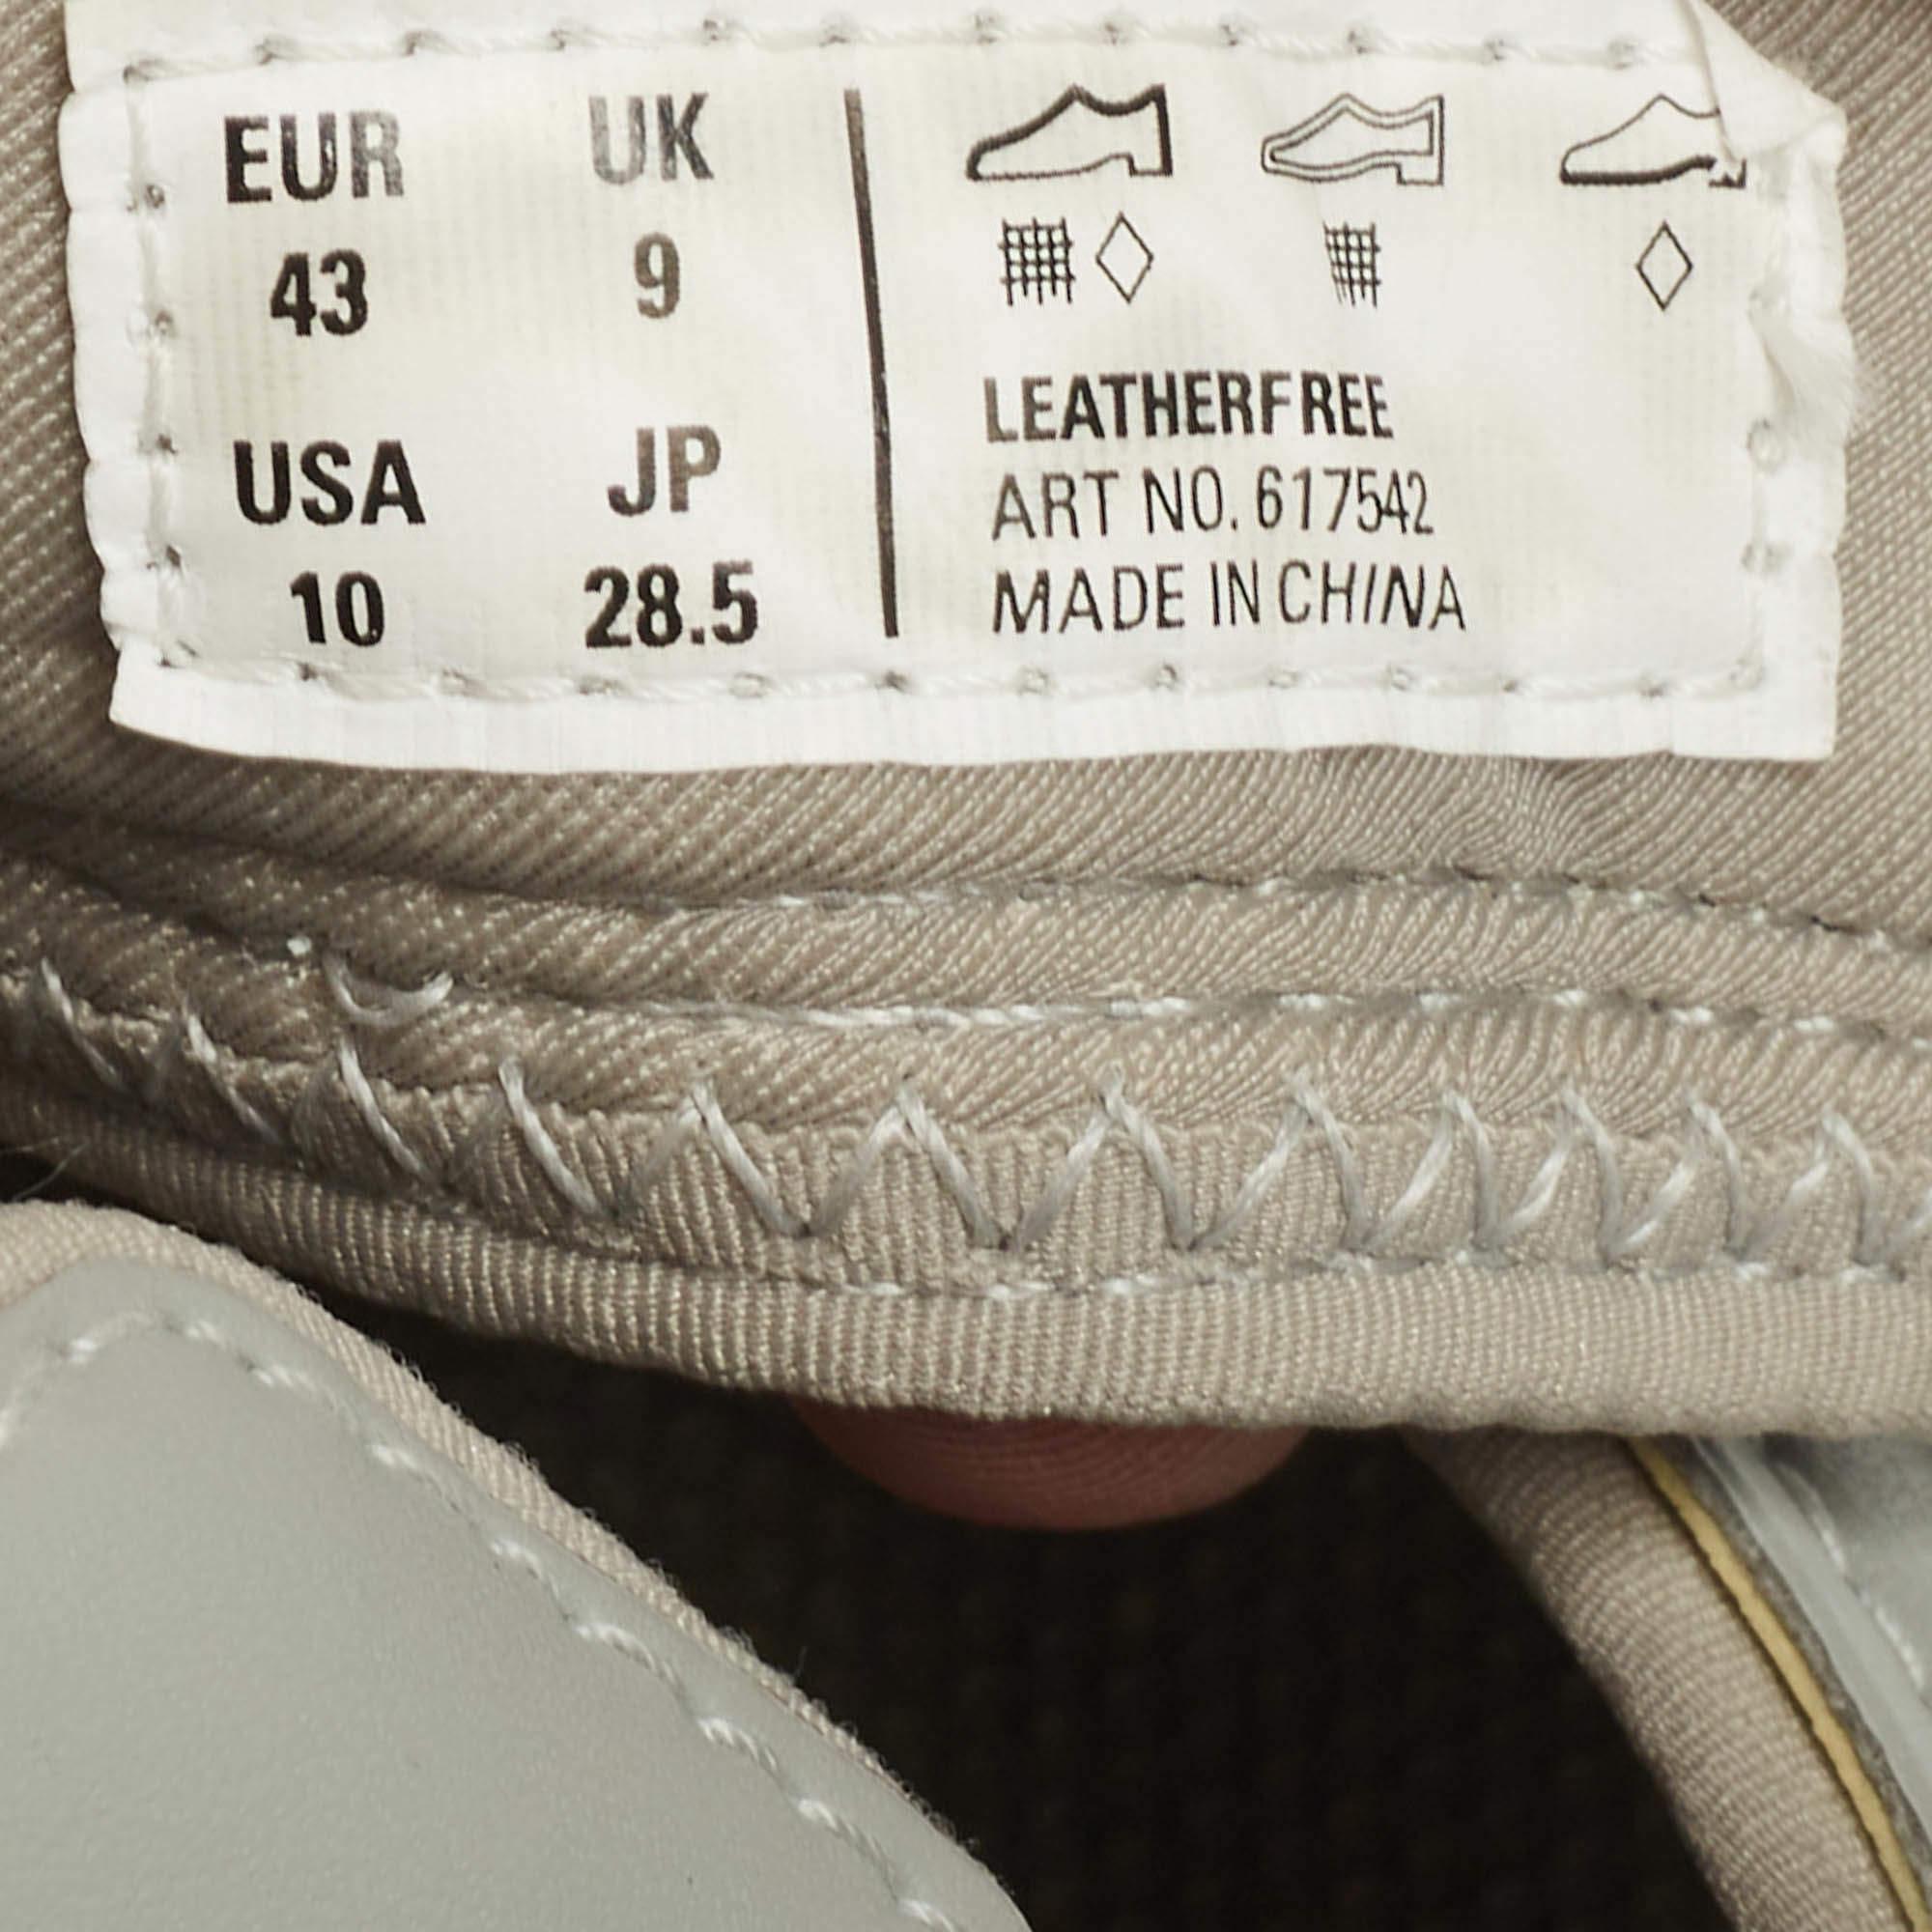 EUR UK
43 9
USA JP
10 28.5
LEATHERFREE
ART NO. 617542
MADE IN CHINA